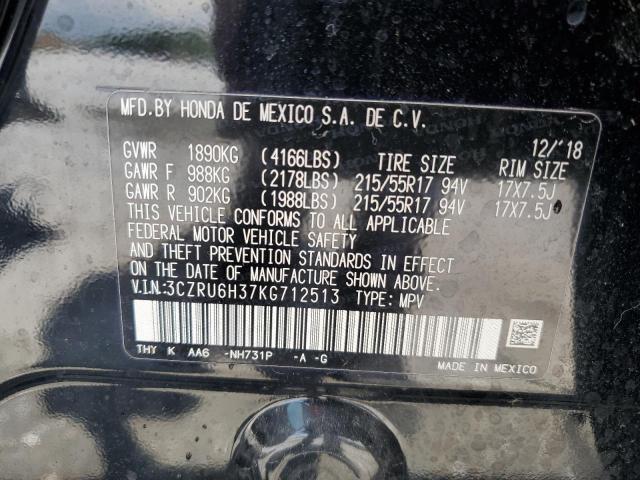 MFD.BY HONDA DE MEXICO S.A. DE C.V.
12/'18
GVWR 1890KG (4166LBS) TIRE SIZE RIM SIZE
GAWR F 988KG (2178LBS) 215/55R17 94V 17X7.5J
GAWR R 902KG (1988LBS) 215/55R17 94V 17X7.5J
THIS VEHICLE CONFORMS TO ALL APPLICABLE
FEDERAL MOTOR VEHICLE SAFETY
AND THEFT PREVENTION STANDARDS IN EFFECT
ON THE DATE OF MANUFACTURE SHOWN ABOVE.
V.I.N:3CZRU6H37KG712513 TYPE: MPV
THY K AA6 -NH731P -A -G
MADE IN MEXICO